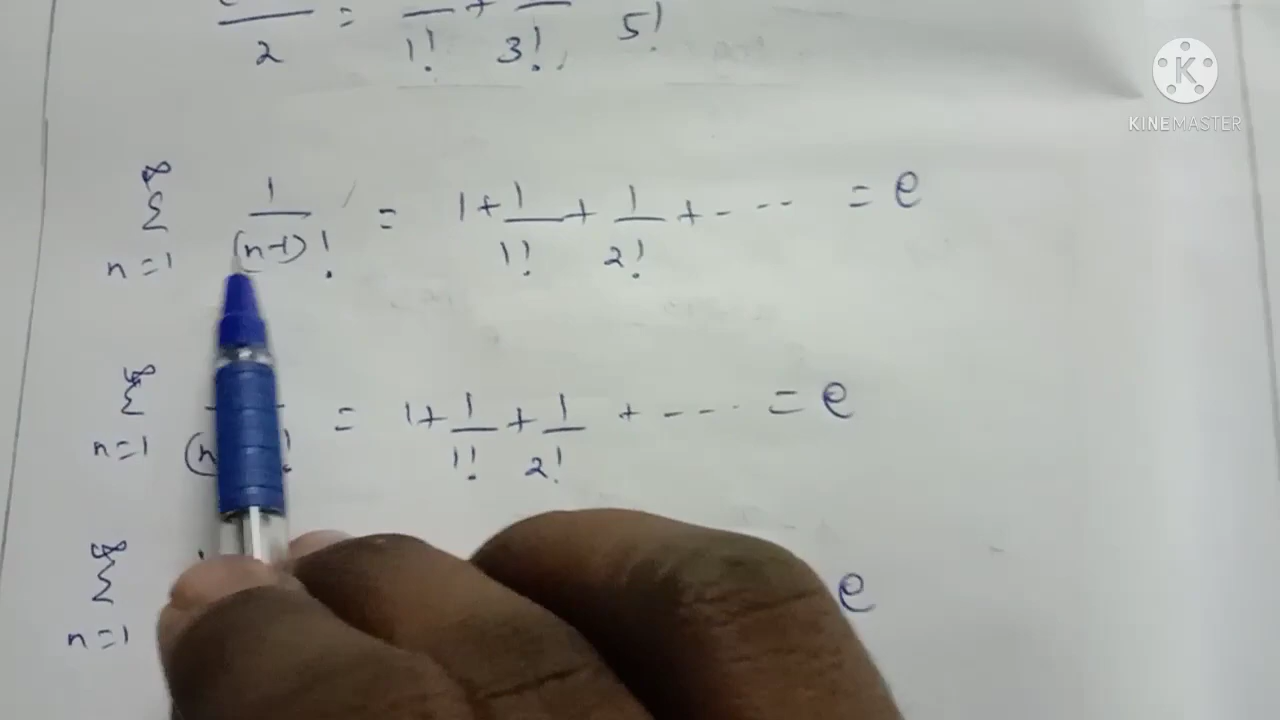 2 = 1! + 3! 5!
KINEMASTER
∞ Σ n=1 1/(n-1)! = 1 + 1/1! + 1/2! + - - - - = e
∞ Σ n=1 (n ! = 1 + 1/1! + 1/2! + - - - - = e
∞ Σ n=1 e